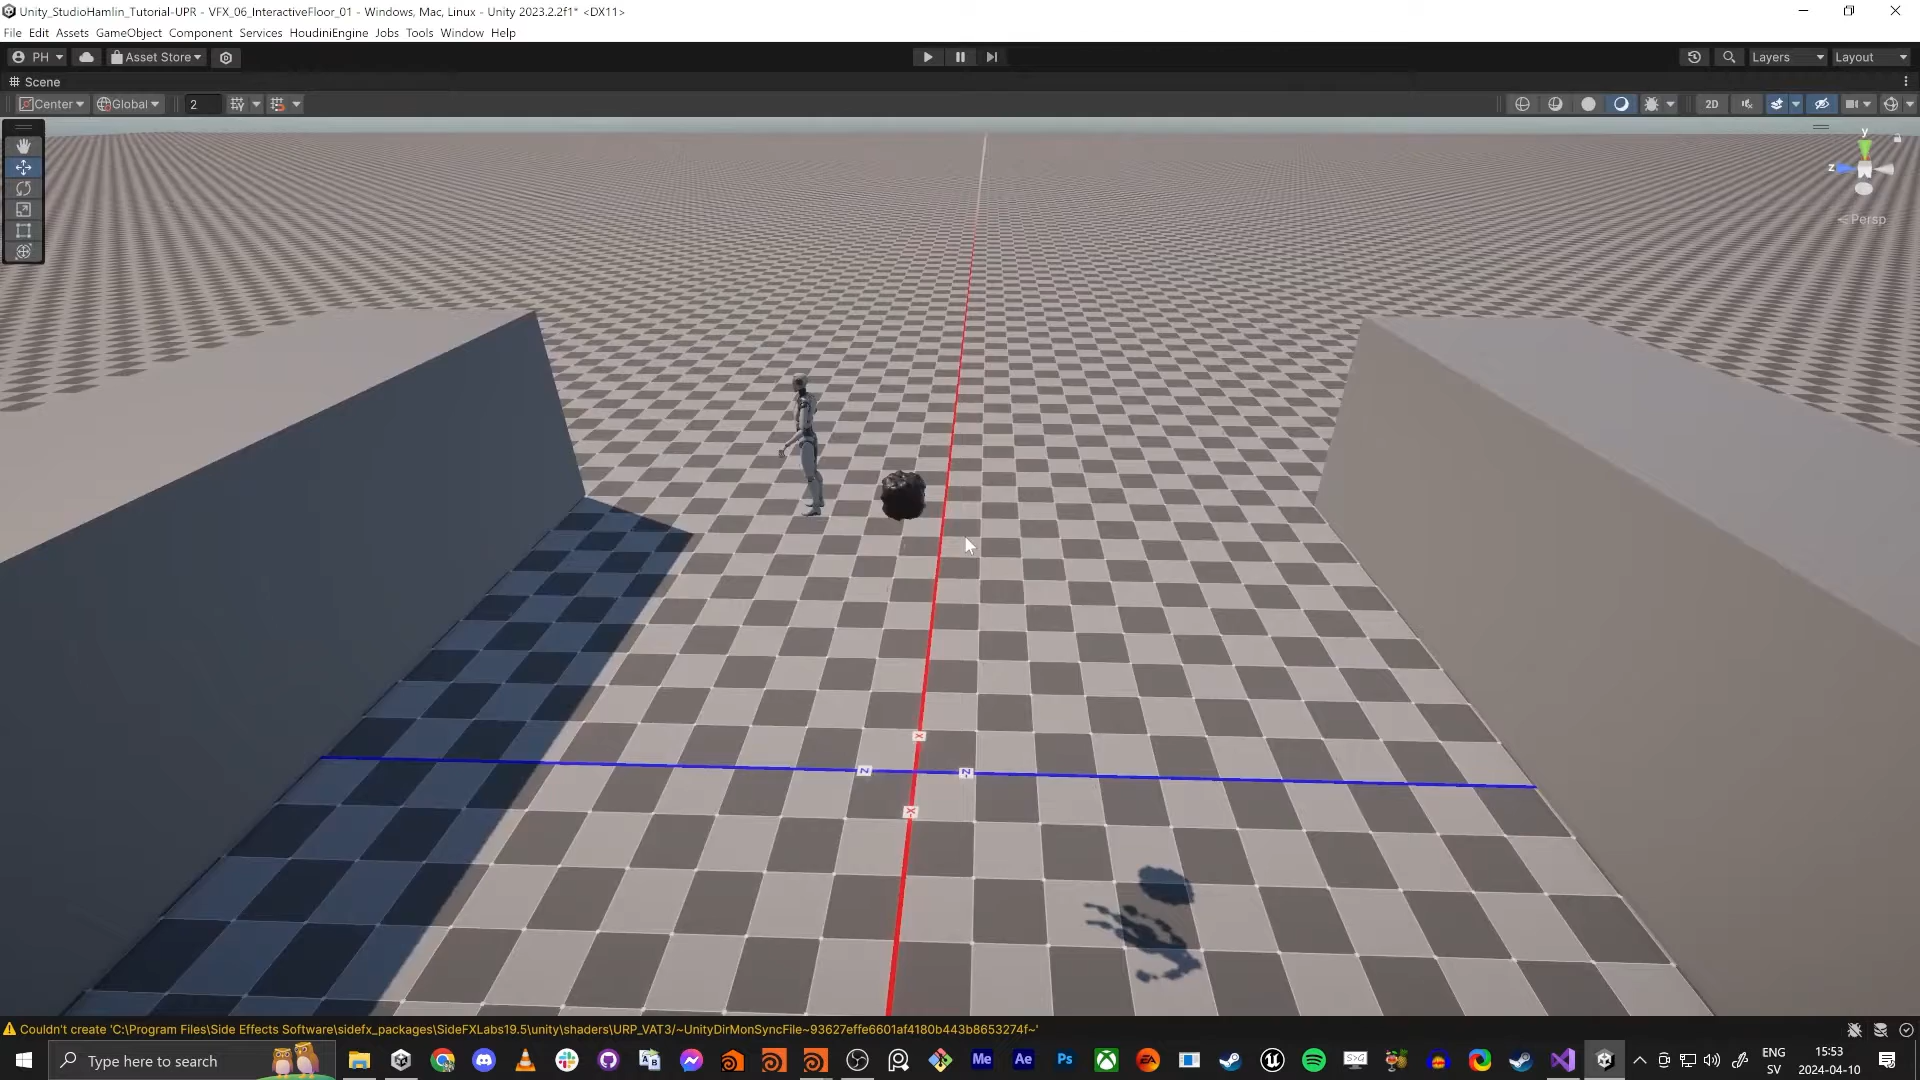 Unity_StudioHamlin_Tutorial-UPR - VFX_06_InteractiveFloor_01 - Windows, Mac, Linux - Unity 2023.2.2f1* <DX11>
File Edit Assets GameObject Component Services HoudiniEngine Jobs Tools Window Help
PH Asset Store Layers Layout
Scene
Center Global 2 2D
y
z
Persp
X
Z Z
X
Couldn't create 'C:\Program Files\Side Effects Software\sidefx_packages\SideFXLabs19.5\unity\shaders\URP_VAT3/~UnityDirMonSyncFile~93627effe6601af4180b443b8653274f~'
Type here to search Me Ae Ps EA ENG 15:53
SV 2024-04-10